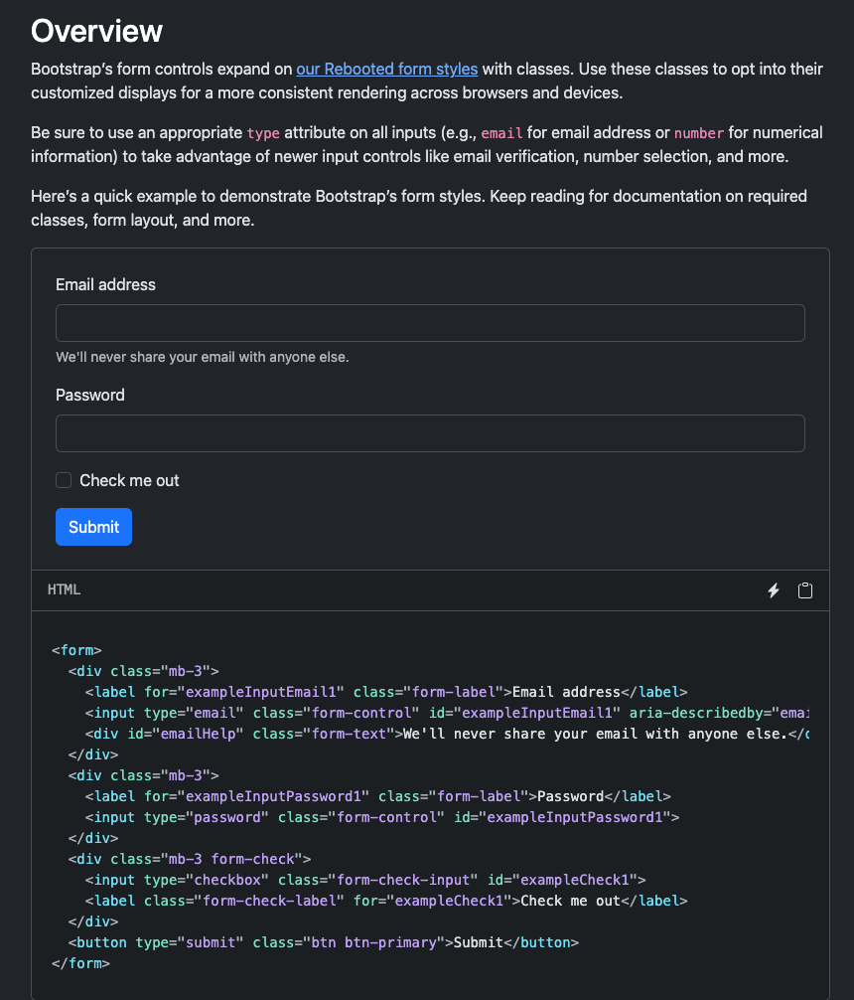 Overview
Bootstrap’s form controls expand on our Rebooted form styles with classes. Use these classes to opt into their
customized displays for a more consistent rendering across browsers and devices.
Be sure to use an appropriate type attribute on all inputs (e.g., email for email address or number for numerical
information) to take advantage of newer input controls like email verification, number selection, and more.
Here’s a quick example to demonstrate Bootstrap’s form styles. Keep reading for documentation on required
classes, form layout, and more.
Email address
We'll never share your email with anyone else.
Password
Check me out
Submit
HTML
<form>
  <div class="mb-3">
    <label for="exampleInputEmail1" class="form-label">Email address</label>
    <input type="email" class="form-control" id="exampleInputEmail1" aria-describedby="emai
    <div id="emailHelp" class="form-text">We'll never share your email with anyone else.</
  </div>
  <div class="mb-3">
    <label for="exampleInputPassword1" class="form-label">Password</label>
    <input type="password" class="form-control" id="exampleInputPassword1">
  </div>
  <div class="mb-3 form-check">
    <input type="checkbox" class="form-check-input" id="exampleCheck1">
    <label class="form-check-label" for="exampleCheck1">Check me out</label>
  </div>
  <button type="submit" class="btn btn-primary">Submit</button>
</form>